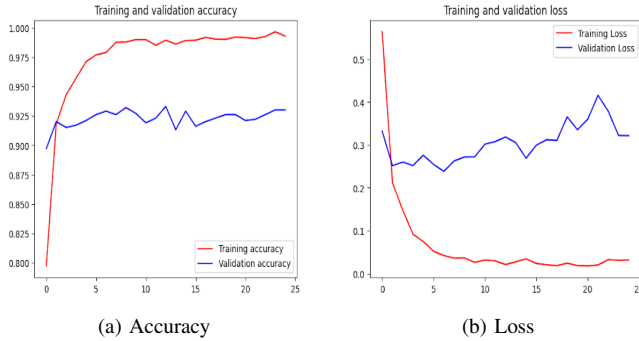 Training and validation accuracy
1.000
0.975
0.950
0.925
0.900
0.875
0.850
0.825
0.800
Training accuracy
Validation accuracy
0 5 10 15 20 25
(a) Accuracy
Training and validation loss
Training Loss
Validation Loss
0.5
0.4
0.3
0.2
0.1
0.0
0 5 10 15 20 25
(b) Loss